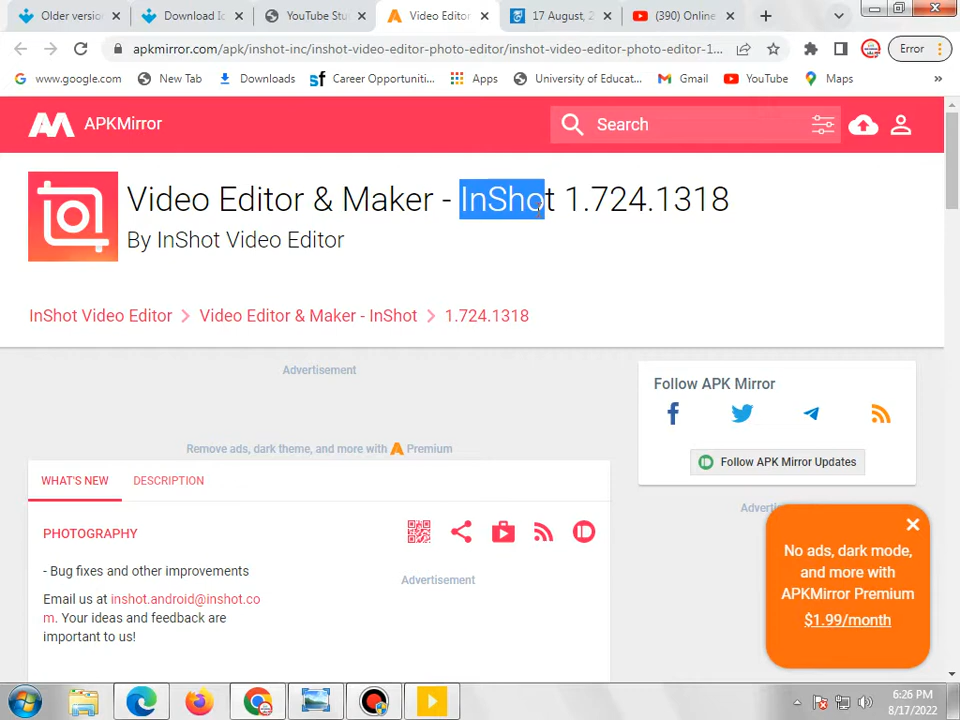 Older versio
Download Ic
YouTube Stu
Video Editor
17 August, 2
(390) Online
apkmirror.com/apk/inshot-inc/inshot-video-editor-photo-editor/inshot-video-editor-photo-editor-1...
Error
www.google.com
New Tab
Downloads
Career Opportuniti...
Apps
University of Educat...
Gmail
YouTube
Maps
»
APKMirror
Search
Video Editor & Maker - InShot 1.724.1318
By InShot Video Editor
InShot Video Editor
Video Editor & Maker - InShot
1.724.1318
Advertisement
Follow APK Mirror
Remove ads, dark theme, and more with Premium
Follow APK Mirror Updates
WHAT'S NEW
DESCRIPTION
PHOTOGRAPHY
- Bug fixes and other improvements
Advertisement
Email us at inshot.android@inshot.co
m. Your ideas and feedback are
important to us!
No ads, dark mode,
and more with
APKMirror Premium
$1.99/month
6:26 PM
8/17/2022